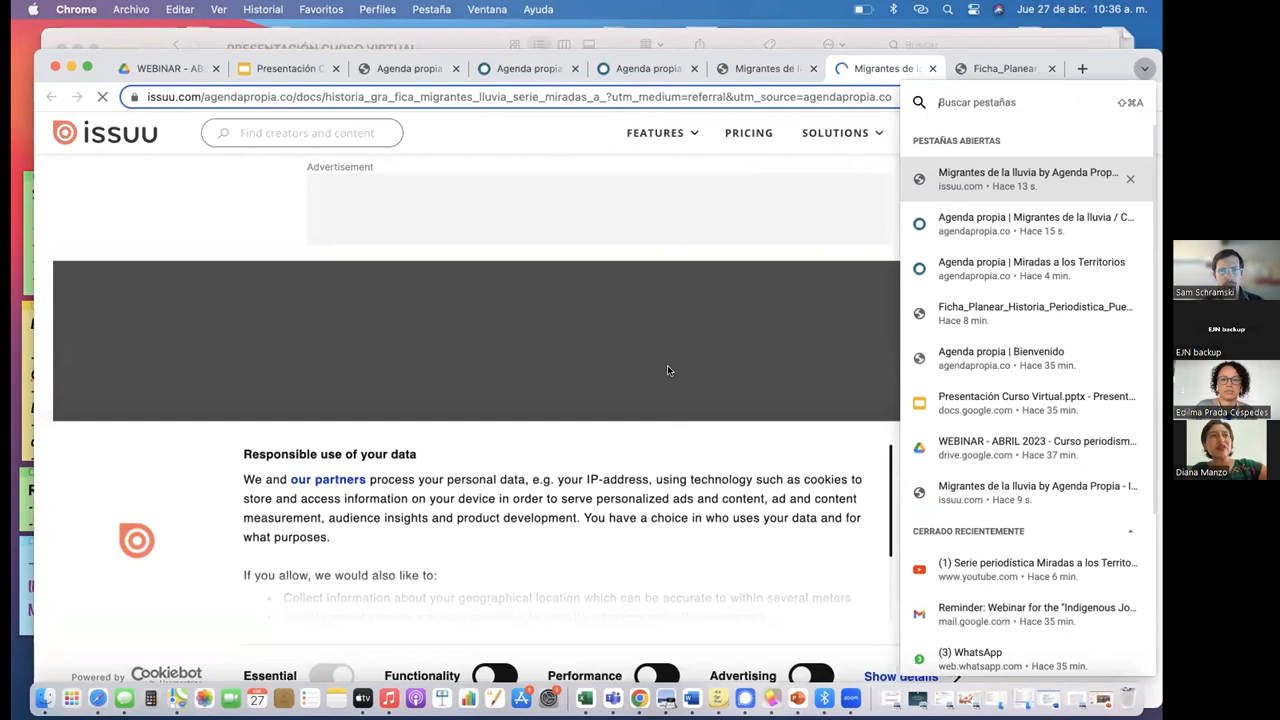 Chrome Archivo Editar Ver Historial Favoritos Perfiles Pestaña Ventana Ayuda Jue 27 de abr. 10:36 a. m.
PRESENTACIÓN CURSO VIRTUAL Buscar
WEBINAR - AB Presentación C Agenda propia Agenda propia Agenda propia Migrantes de l Migrantes de l Ficha_Planear_
issuu.com/agendapropia.co/docs/historia_gra_fica_migrantes_lluvia_serie_miradas_a_?utm_medium=referral&utm_source=agendapropia.co
issuu Find creators and content FEATURES PRICING SOLUTIONS
Advertisement
Responsible use of your data
We and our partners process your personal data, e.g. your IP-address, using technology such as cookies to
store and access information on your device in order to serve personalized ads and content, ad and content
measurement, audience insights and product development. You have a choice in who uses your data and for
what purposes.
If you allow, we would also like to:
• Collect information about your geographical location which can be accurate to within several meters
Powered by Cookiebot
Essential Functionality Performance Advertising Show details
Buscar pestañas ⇧⌘A
PESTAÑAS ABIERTAS
Migrantes de la lluvia by Agenda Prop...
issuu.com • Hace 13 s.
Agenda propia | Migrantes de la lluvia / C...
agendapropia.co • Hace 15 s.
Agenda propia | Miradas a los Territorios
agendapropia.co • Hace 4 min.
Ficha_Planear_Historia_Periodistica_Pue...
Hace 8 min.
Agenda propia | Bienvenido
agendapropia.co • Hace 35 min.
Presentación Curso Virtual.pptx - Present...
docs.google.com • Hace 35 min.
WEBINAR - ABRIL 2023 - Curso periodism...
drive.google.com • Hace 37 min.
Migrantes de la lluvia by Agenda Propia - I...
issuu.com • Hace 9 s.
CERRADO RECIENTEMENTE
(1) Serie periodística Miradas a los Territo...
www.youtube.com • Hace 6 min.
Reminder: Webinar for the "Indigenous Jo...
mail.google.com • Hace 35 min.
(3) WhatsApp
web.whatsapp.com • Hace 35 min.
Sam Schramski
EJN backup
EJN backup
Edilma Prada Céspedes
Diana Manzo
27
zoom